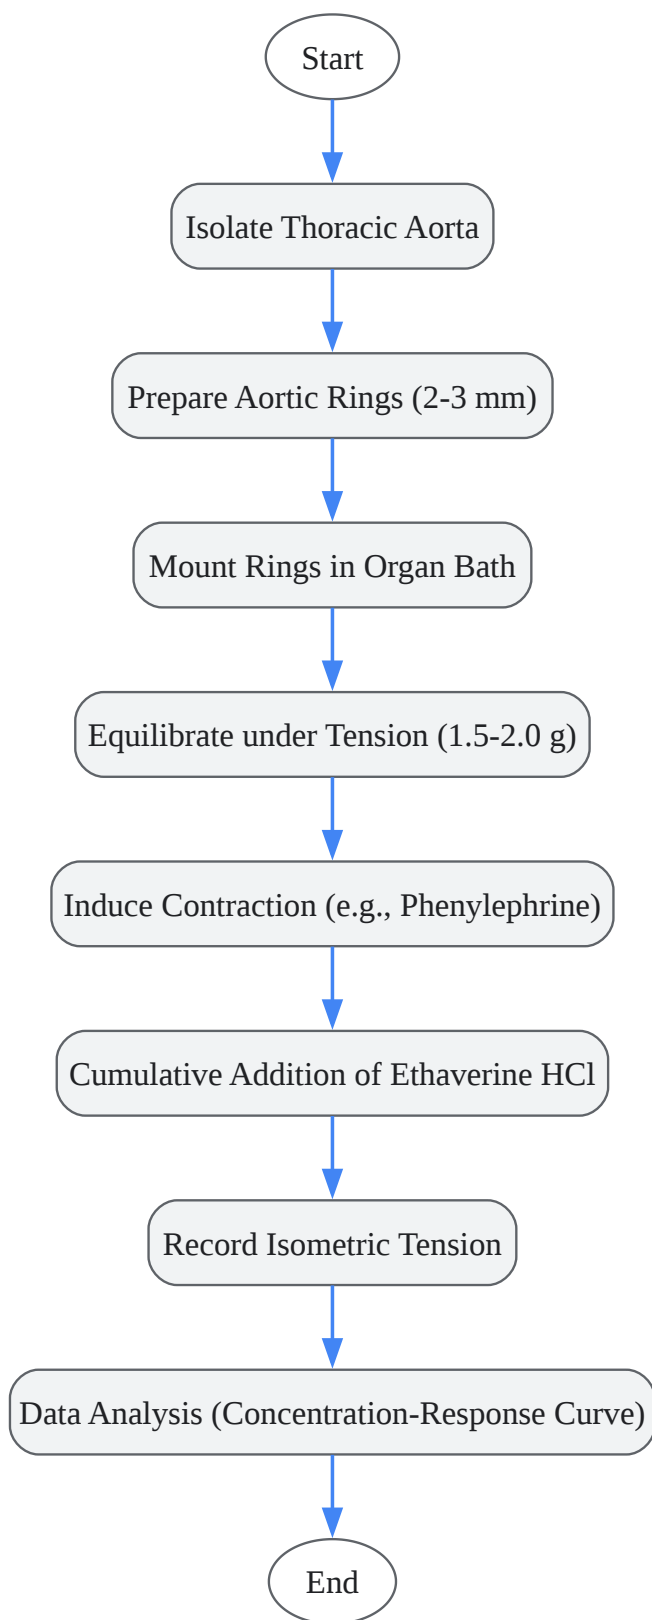 Start
Isolate Thoracic Aorta
Prepare Aortic Rings (2-3 mm)
Mount Rings in Organ Bath
Equilibrate under Tension (1.5-2.0 g)
Induce Contraction (e.g., Phenylephrine)
Cumulative Addition of Ethaverine HCl
Record Isometric Tension
Data Analysis (Concentration-Response Curve)
End